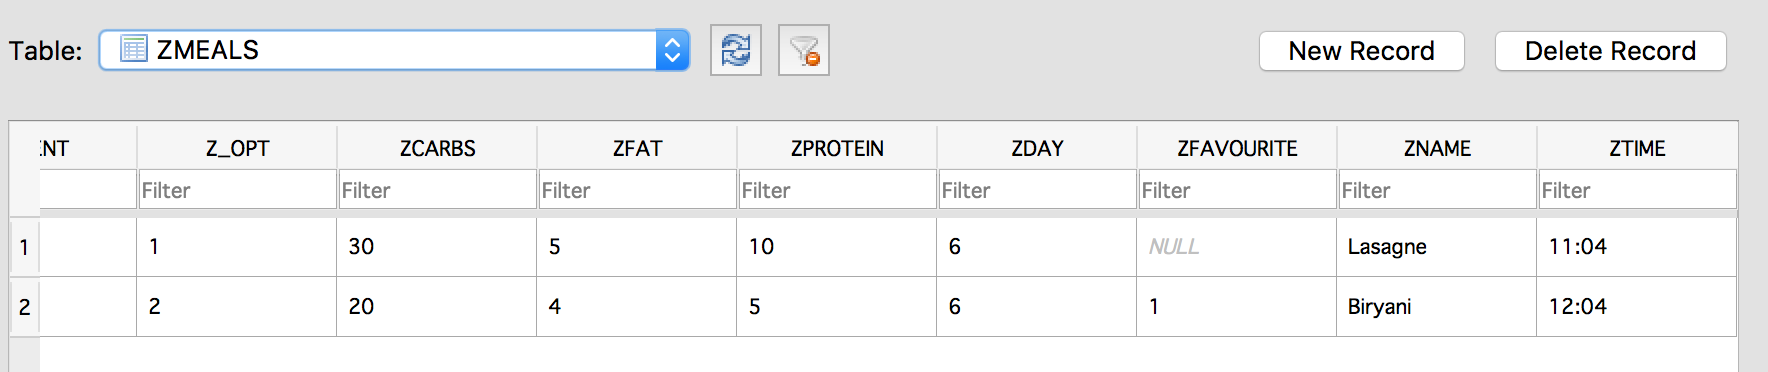 Table: ZMEALS New Record Delete Record
ENT Z_OPT ZCARBS ZFAT ZPROTEIN ZDAY ZFAVOURITE ZNAME ZTIME
Filter Filter Filter Filter Filter Filter Filter Filter
1 1 30 5 10 6 NULL Lasagne 11:04
2 2 20 4 5 6 1 Biryani 12:04